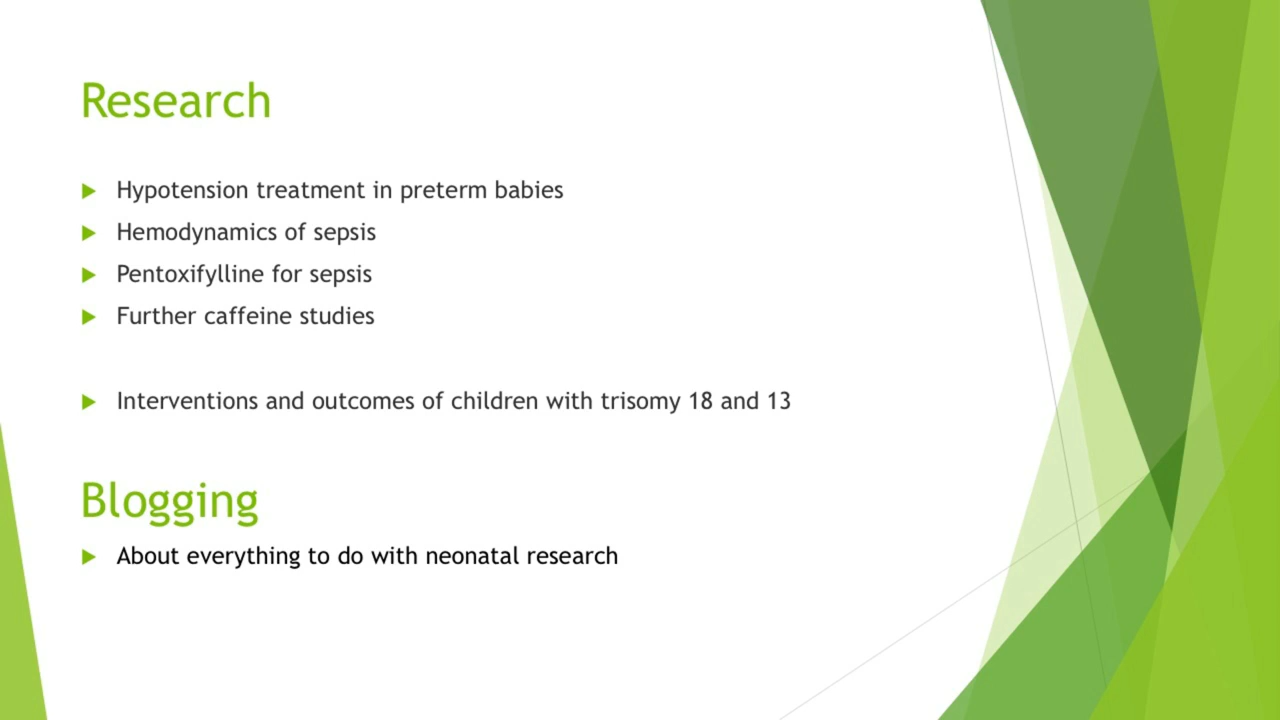 Research
Hypotension treatment in preterm babies
Hemodynamics of sepsis
Pentoxifylline for sepsis
Further caffeine studies
Interventions and outcomes of children with trisomy 18 and 13
Blogging
About everything to do with neonatal research